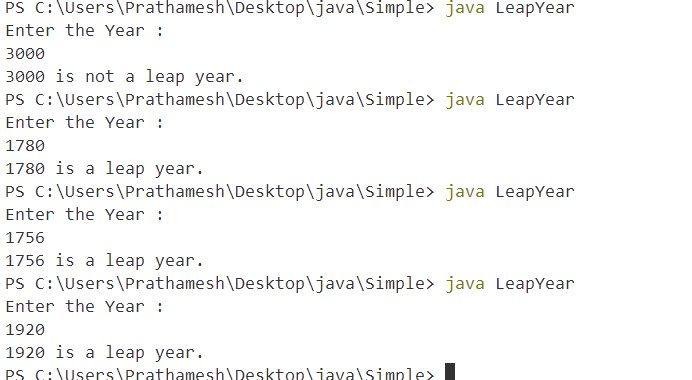 PS C:\Users\Prathamesh\Desktop\java\Simple> java LeapYear
Enter the Year :
3000
3000 is not a leap year.
PS C:\Users\Prathamesh\Desktop\java\Simple> java LeapYear
Enter the Year :
1780
1780 is a leap year.
PS C:\Users\Prathamesh\Desktop\java\Simple> java LeapYear
Enter the Year :
1756
1756 is a leap year.
PS C:\Users\Prathamesh\Desktop\java\Simple> java LeapYear
Enter the Year :
1920
1920 is a leap year.
PS C:\Users\Prathamesh\Desktop\java\Simple>